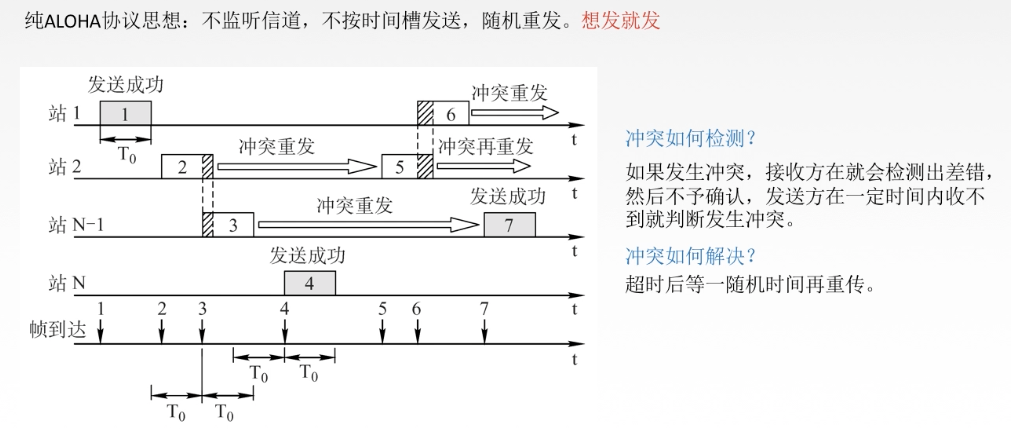 纯ALOHA协议思想：不监听信道，不按时间槽发送，随机重发。想发就发
发送成功
站 1
1
T₀
6
冲突重发
t
站 2
2
冲突重发
5
冲突再重发
t
站 N-1
3
冲突重发
发送成功
7
t
发送成功
站 N
4
t
1 2 3 4 5 6 7
帧到达
t
T₀ T₀
T₀ T₀
冲突如何检测？
如果发生冲突，接收方在就会检测出差错，
然后不予确认，发送方在一定时间内收不
到就判断发生冲突。
冲突如何解决？
超时后等一随机时间再重传。